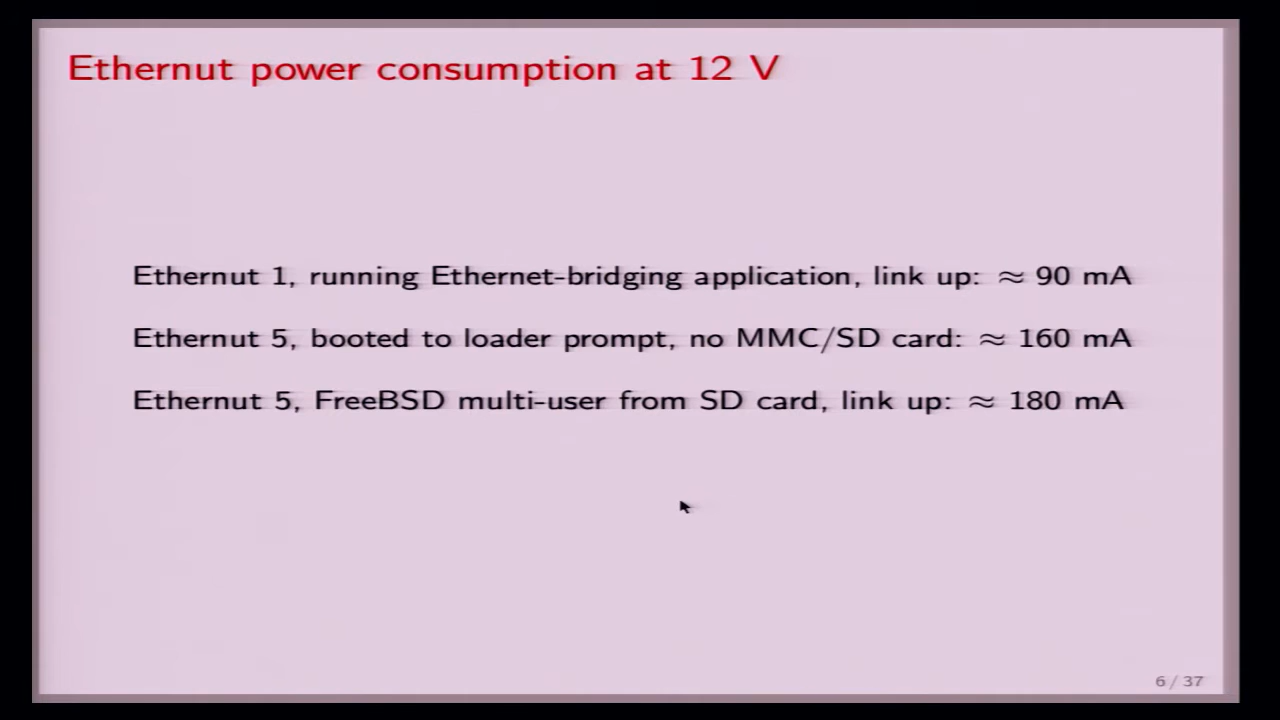 Ethernut power consumption at 12 V
Ethernut 1, running Ethernet-bridging application, link up: ≈ 90 mA
Ethernut 5, booted to loader prompt, no MMC/SD card: ≈ 160 mA
Ethernut 5, FreeBSD multi-user from SD card, link up: ≈ 180 mA
6 / 37